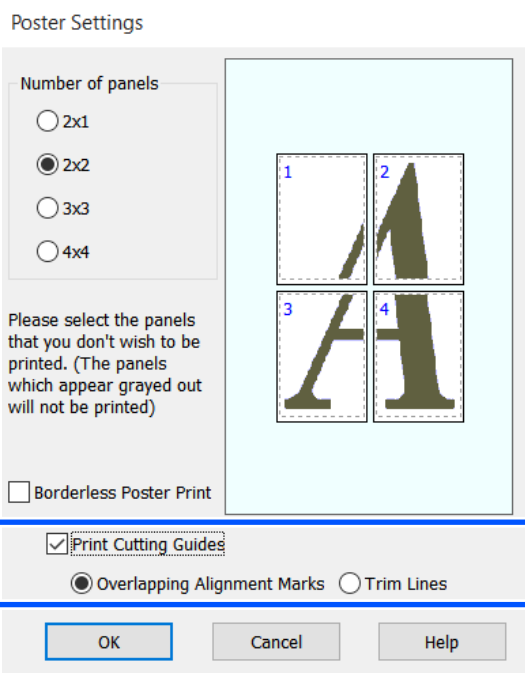 Poster Settings
Number of panels
2x1
2x2
3x3
4x4
1
2
3
4
Please select the panels
that you don't wish to be
printed. (The panels
which appear grayed out
will not be printed)
Borderless Poster Print
Print Cutting Guides
Overlapping Alignment Marks Trim Lines
OK Cancel Help